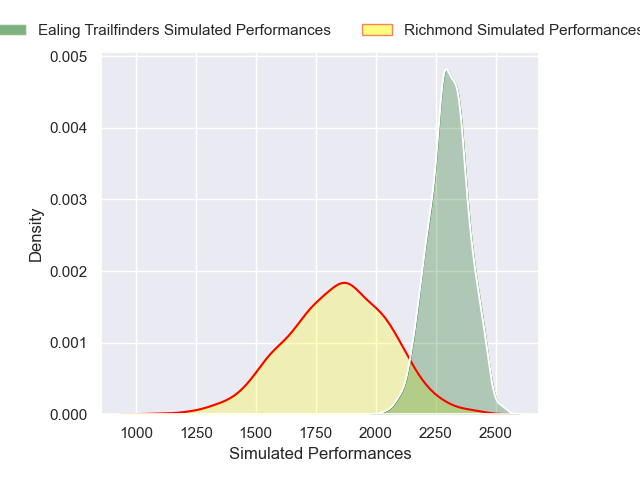 Ealing Trailfinders Simulated Performances
Richmond Simulated Performances
0.005
0.004
0.003
0.002
0.001
0.000
Density
1000 1250 1500 1750 2000 2250 2500
Simulated Performances